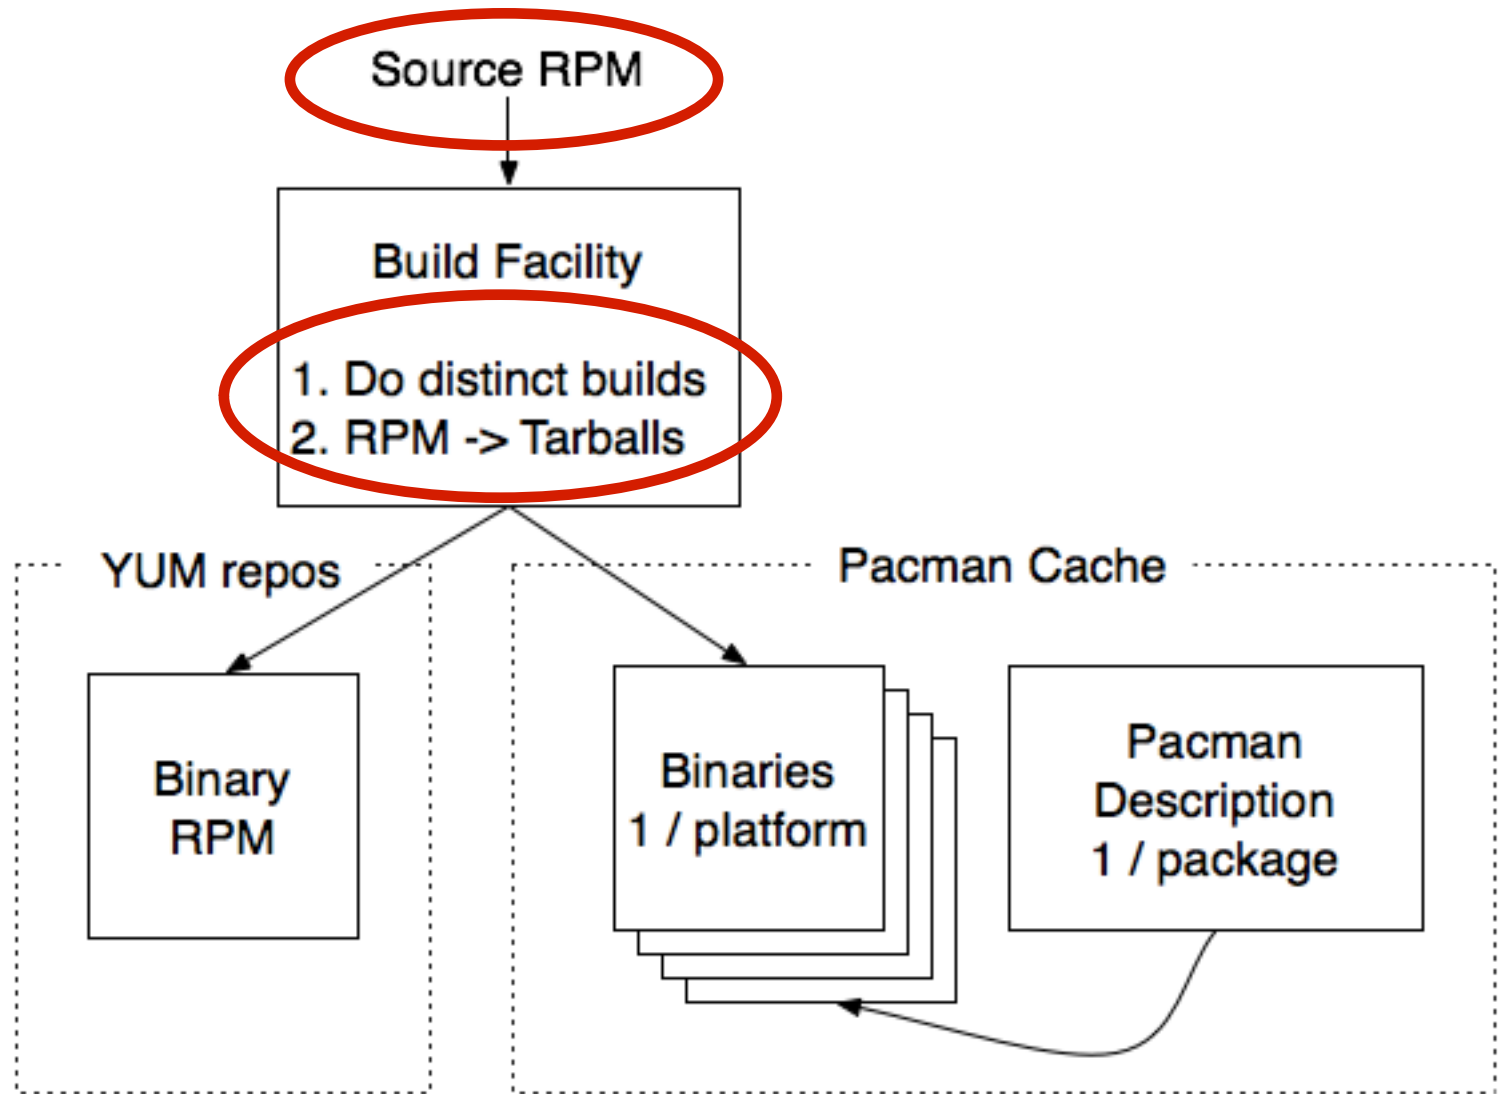 Source RPM
Build Facility
1. Do distinct builds
2. RPM -> Tarballs
YUM repos
Pacman Cache
Binary
RPM
Binaries
1 / platform
Pacman
Description
1 / package